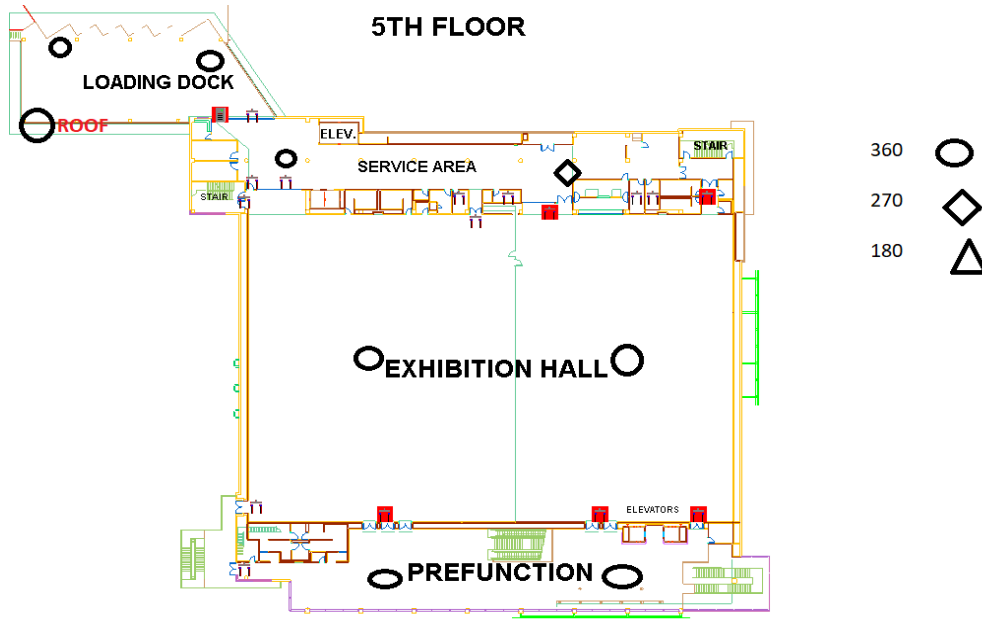 5TH FLOOR
LOADING DOCK
ROOF
ELEV.
STAIR
SERVICE AREA
STAIR
360
270
180
EXHIBITION HALL
ELEVATORS
PREFUNCTION